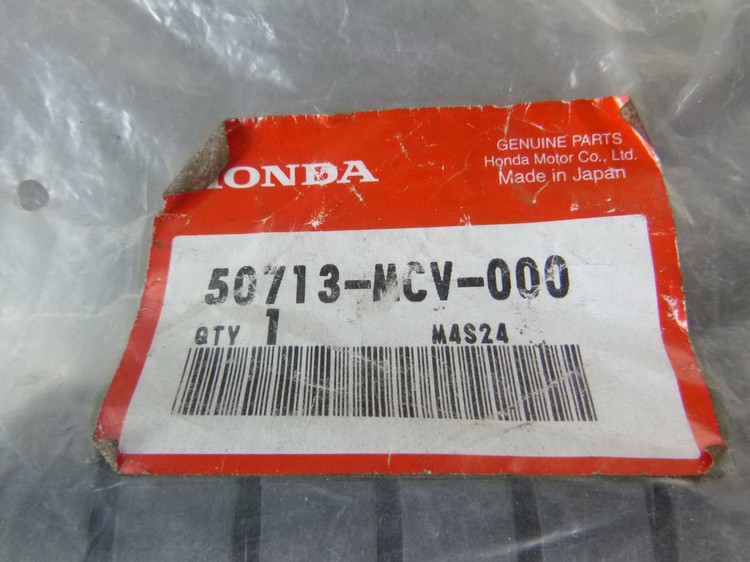 HONDA
GENUINE PARTS
Honda Motor Co., Ltd.
Made in Japan
50713-MCV-000
QTY 1 M4S24